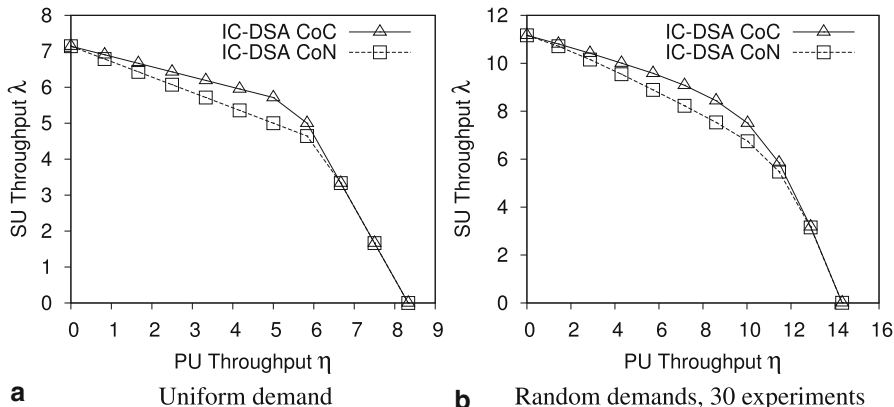 8
7
6
5
4
3
2
1
0
SU Throughput λ
IC-DSA CoC
IC-DSA CoN
0 1 2 3 4 5 6 7 8 9
PU Throughput η
a Uniform demand
12
10
8
6
4
2
0
SU Throughput λ
IC-DSA CoC
IC-DSA CoN
0 2 4 6 8 10 12 14 16
PU Throughput η
b Random demands, 30 experiments